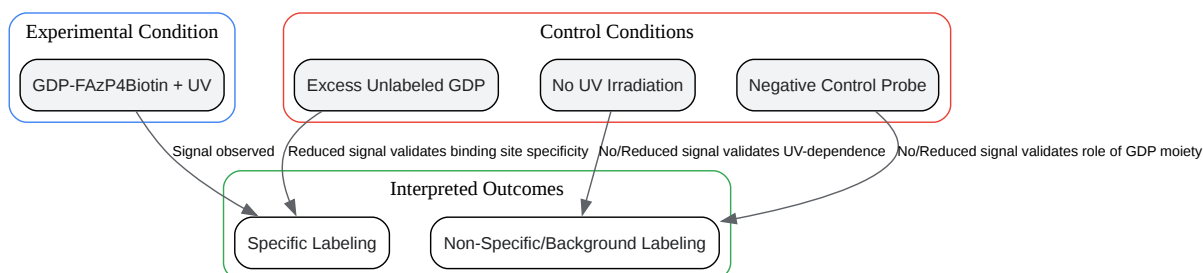 Experimental Condition
Control Conditions
GDP-FAzP4Biotin + UV
Excess Unlabeled GDP
No UV Irradiation
Negative Control Probe
Signal observed
Reduced signal validates binding site specificity
No/Reduced signal validates UV-dependence
No/Reduced signal validates role of GDP moiety
Interpreted Outcomes
Specific Labeling
Non-Specific/Background Labeling